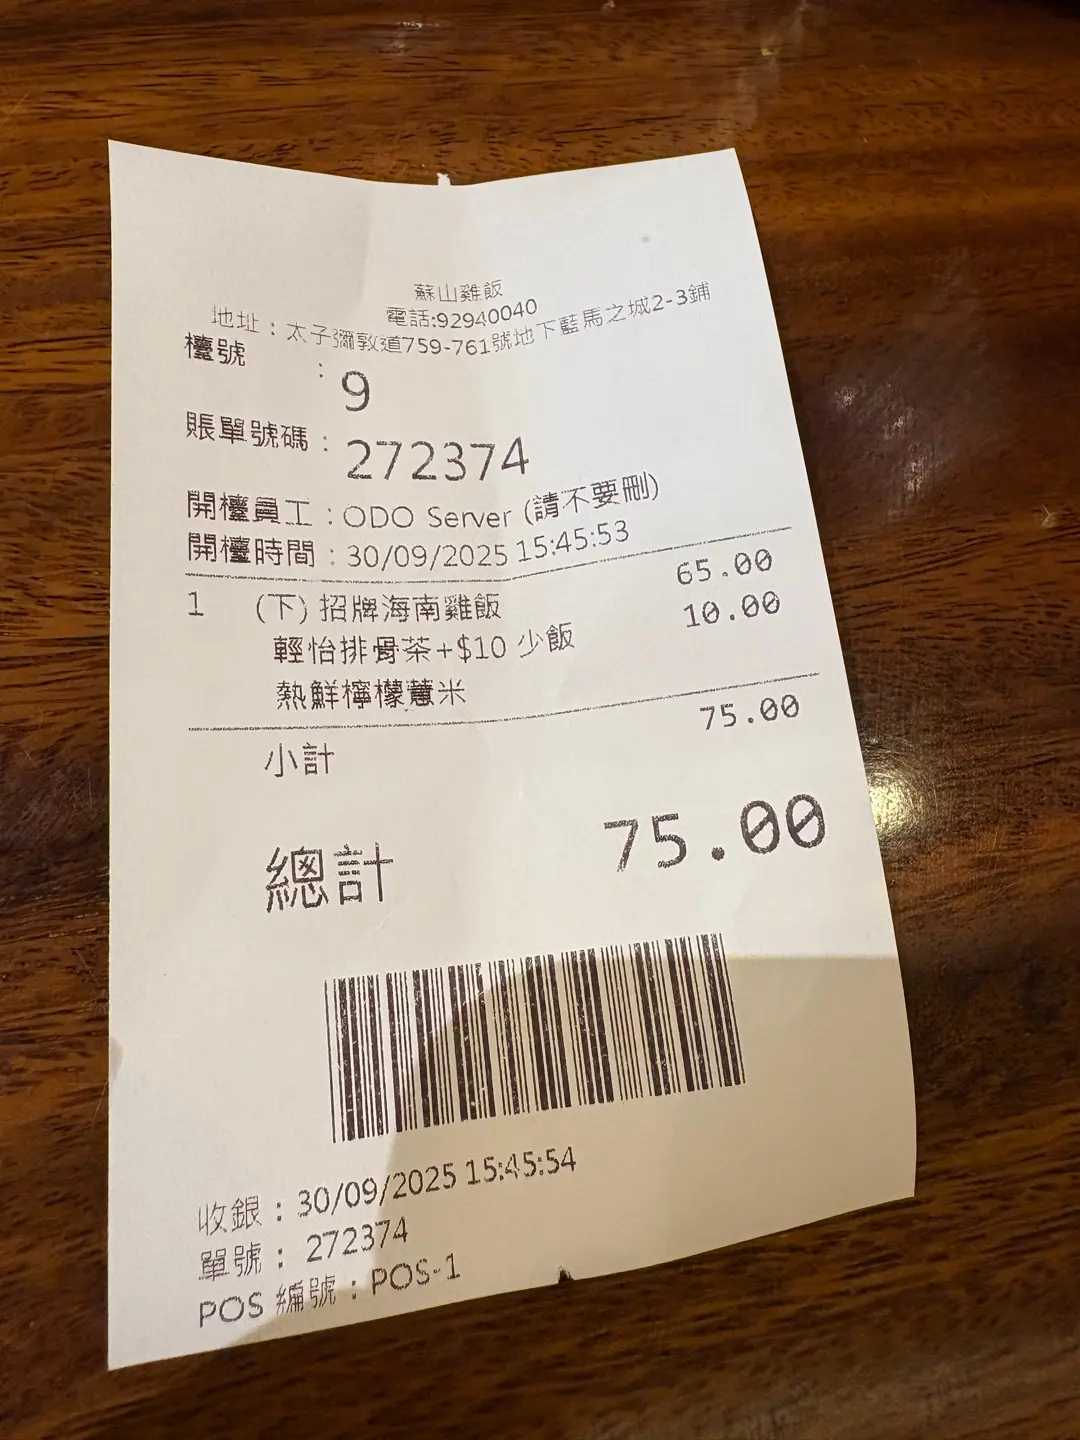 蘇山雞飯
電話:92940040
地址：太子彌敦道759-761號地下藍馬之城2-3鋪
檯號 : 9
賬單號碼 : 272374
開檯員工 : ODO Server (請不要刪)
開檯時間 : 30/09/2025 15:45:53
1 (下) 招牌海南雞飯 65.00
輕怡排骨茶+$10 少飯 10.00
熱鮮檸檬薏米
小計 75.00
總計 75.00
收銀 : 30/09/2025 15:45:54
單號 : 272374
POS 編號 : POS-1